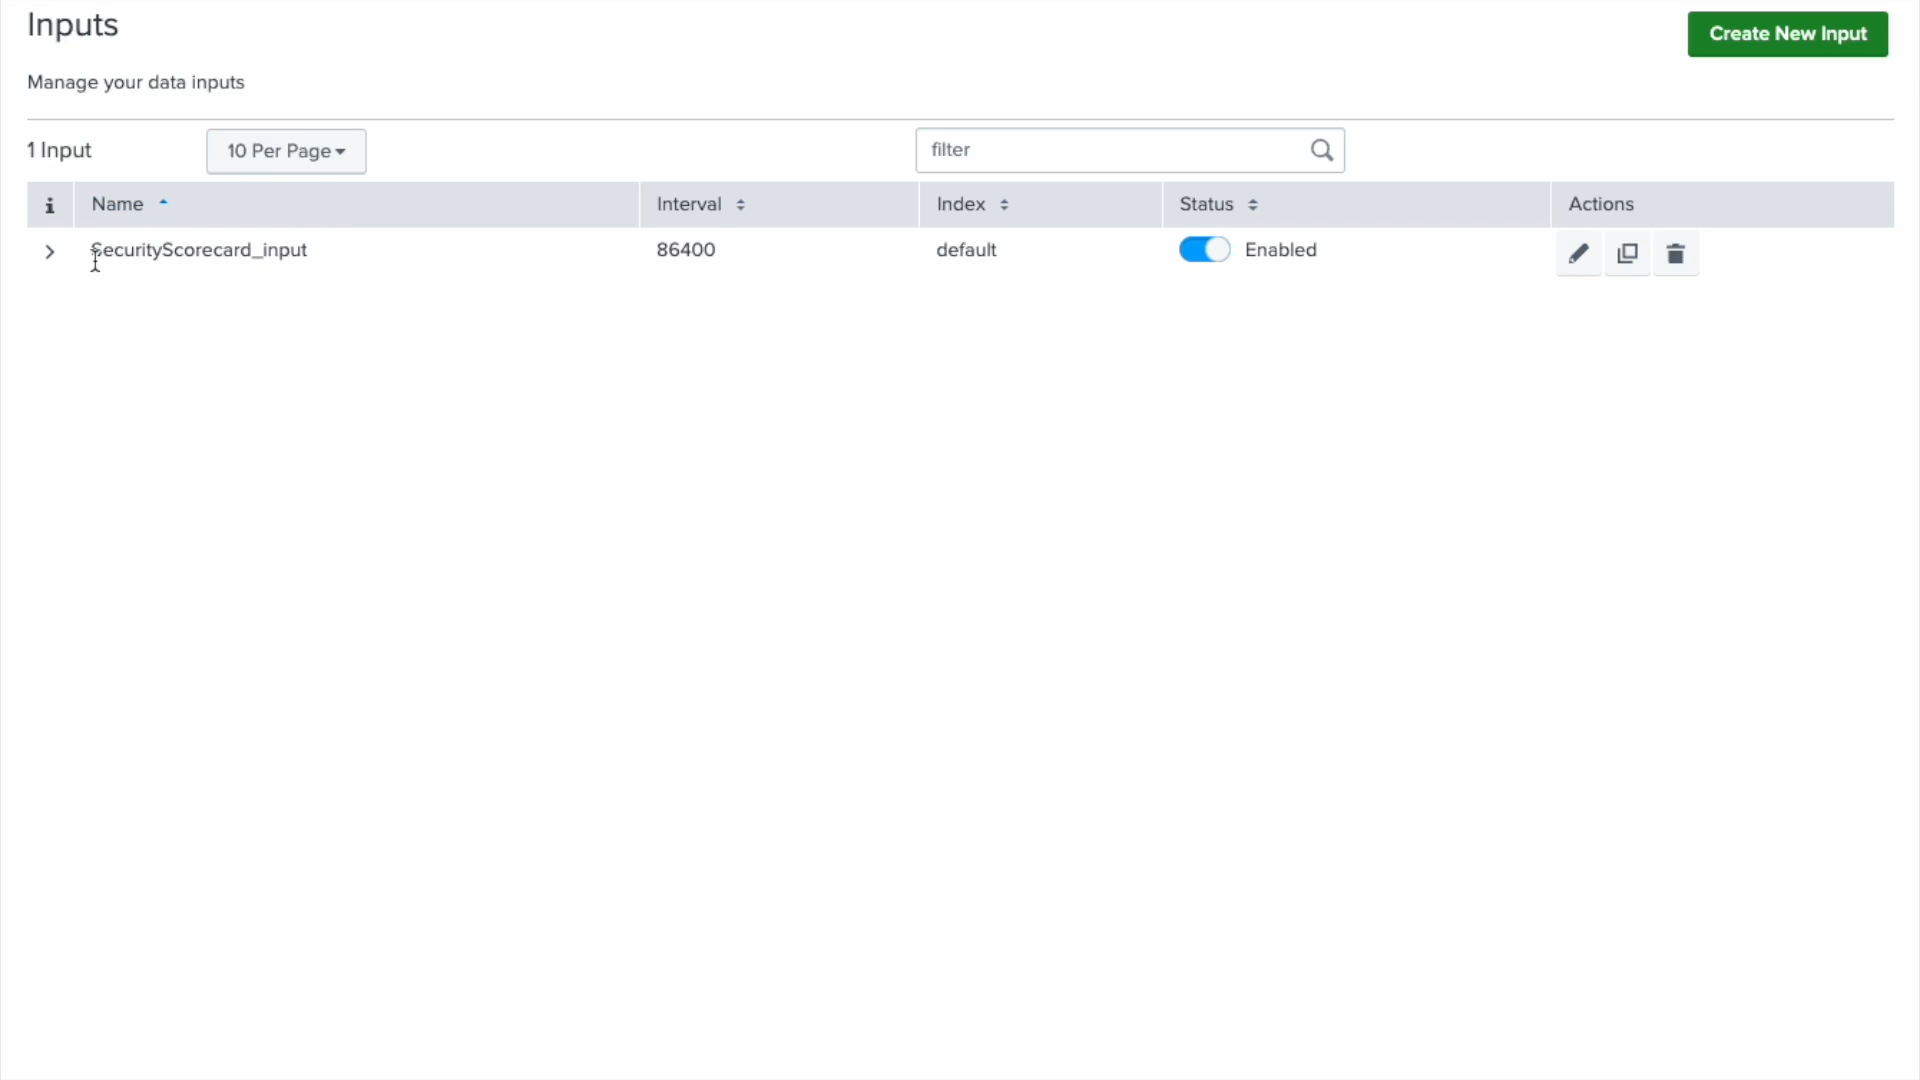 Inputs
Create New Input
Manage your data inputs
1 Input
10 Per Page
filter
i Name Interval Index Status Actions
SecurityScorecard_input 86400 default Enabled